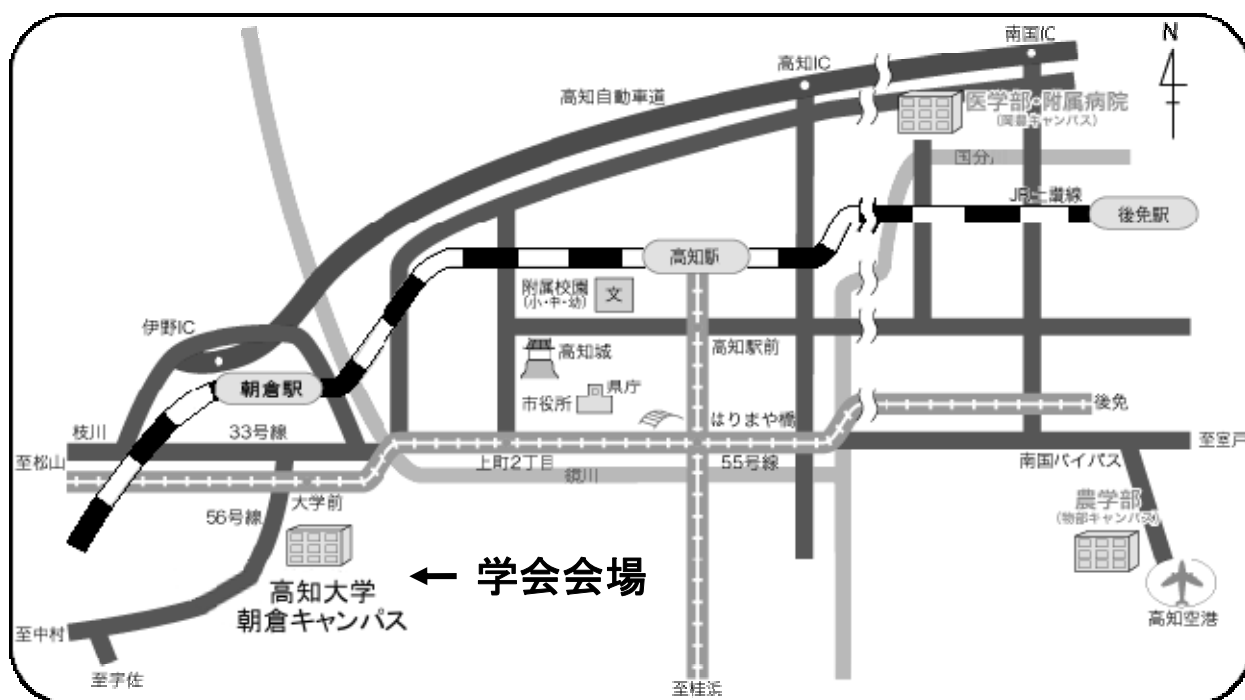 南国IC
N
高知IC
高知自動車道
医学部・附属病院
(岡豊キャンパス)
国分川
JR土讃線
後免駅
高知駅
附属校園
(小・中・幼)
文
伊野IC
高知城
高知駅前
朝倉駅
県庁
市役所
はりまや橋
後免
枝川
33号線
至松山
上町2丁目
55号線
至室戸
南国バイパス
鏡川
大学前
56号線
農学部
(物部キャンパス)
← 学会会場
高知大学
朝倉キャンパス
高知空港
至中村
至宇佐
至桂浜